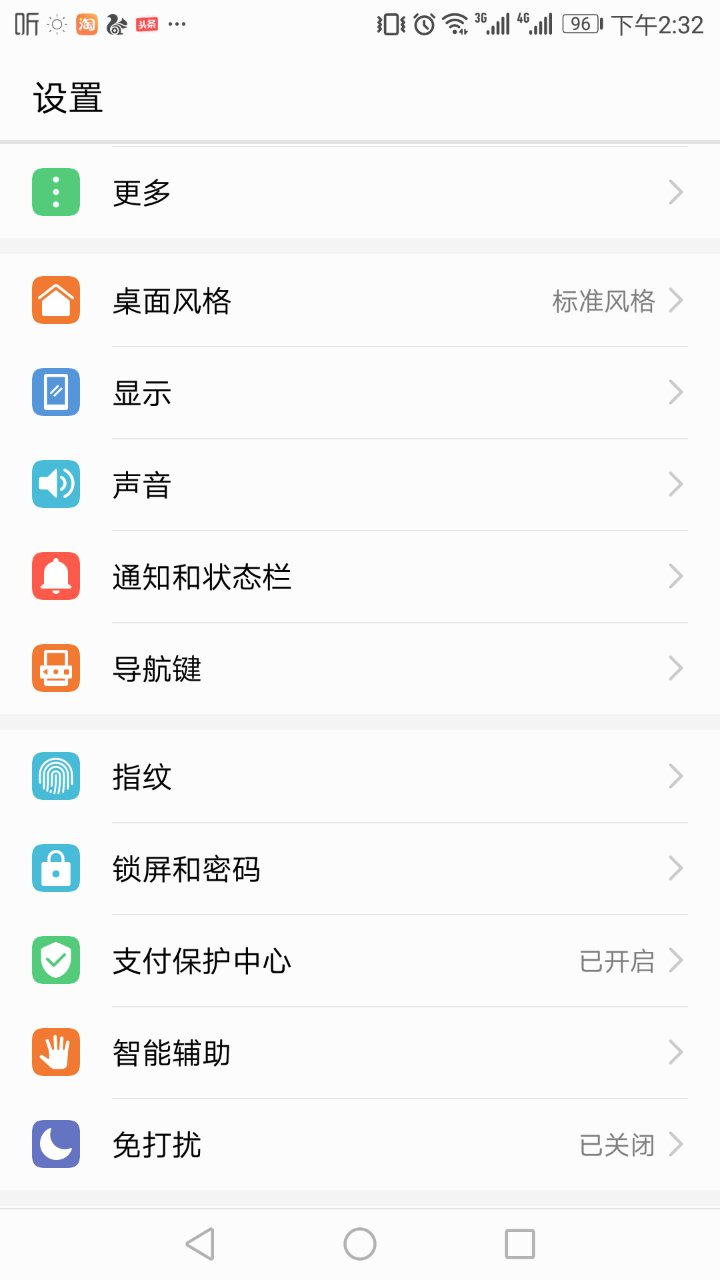 听 淘 头条 3G 4G 96 下午2:32
设置
更多
桌面风格 标准风格
显示
声音
通知和状态栏
导航键
指纹
锁屏和密码
支付保护中心 已开启
智能辅助
免打扰 已关闭